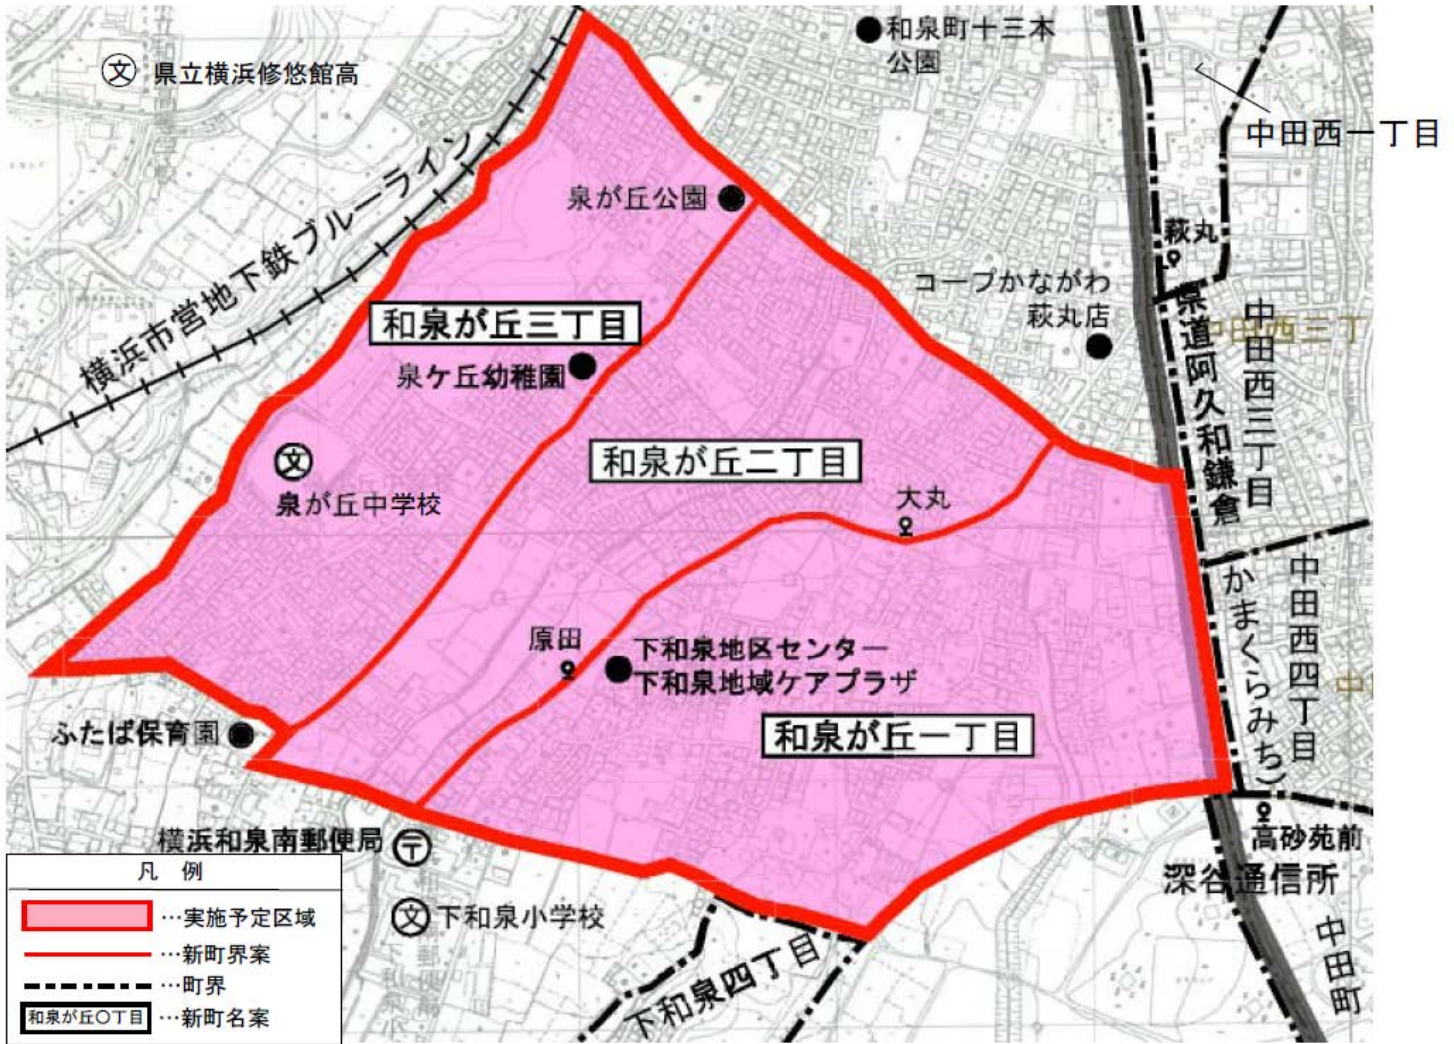 和泉町十三本
公園
県立横浜修悠館高
文
中田西一丁目
横浜市営地下鉄ブルーライン
泉が丘公園
萩丸
コープかながわ
萩丸店
和泉が丘三丁目
泉ケ丘幼稚園
県道阿久和鎌倉
(かまくらみち)
中田西三丁目
中田西三丁
和泉が丘二丁目
文
泉が丘中学校
大丸
中田西四丁目
原田
下和泉地区センター
下和泉地域ケアプラザ
和泉が丘一丁目
ふたば保育園
横浜和泉南郵便局
〒
高砂苑前
深谷通信所
文
下和泉小学校
下和泉四丁目
中田町
凡 例
…実施予定区域
…新町界案
…町界
和泉が丘○丁目
…新町名案